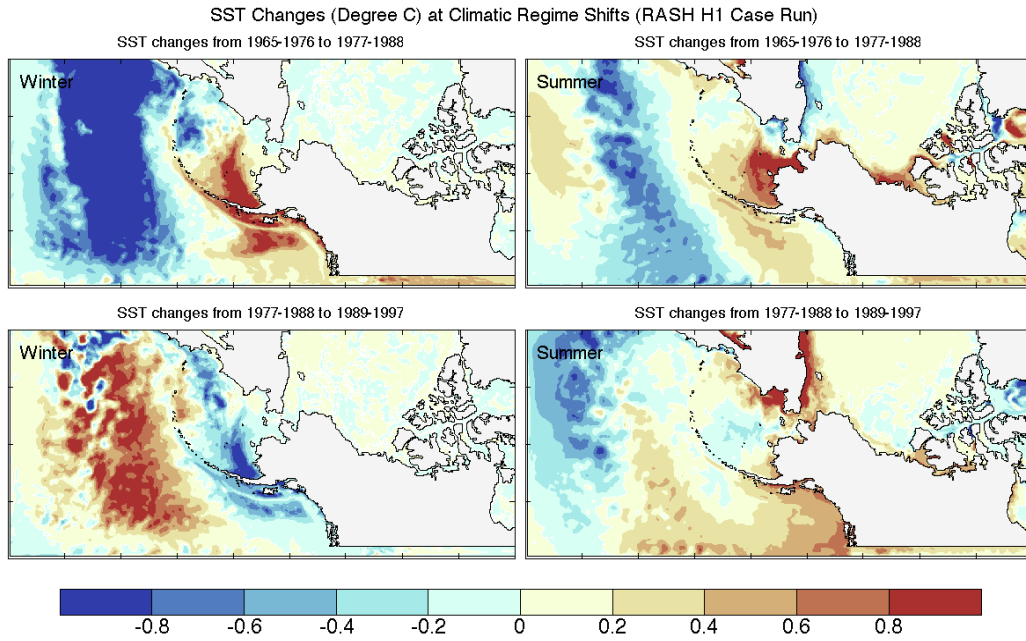 SST Changes (Degree C) at Climatic Regime Shifts (RASH H1 Case Run)
SST changes from 1965-1976 to 1977-1988
SST changes from 1965-1976 to 1977-1988
Winter
Summer
SST changes from 1977-1988 to 1989-1997
SST changes from 1977-1988 to 1989-1997
Winter
Summer
-0.8 -0.6 -0.4 -0.2 0 0.2 0.4 0.6 0.8